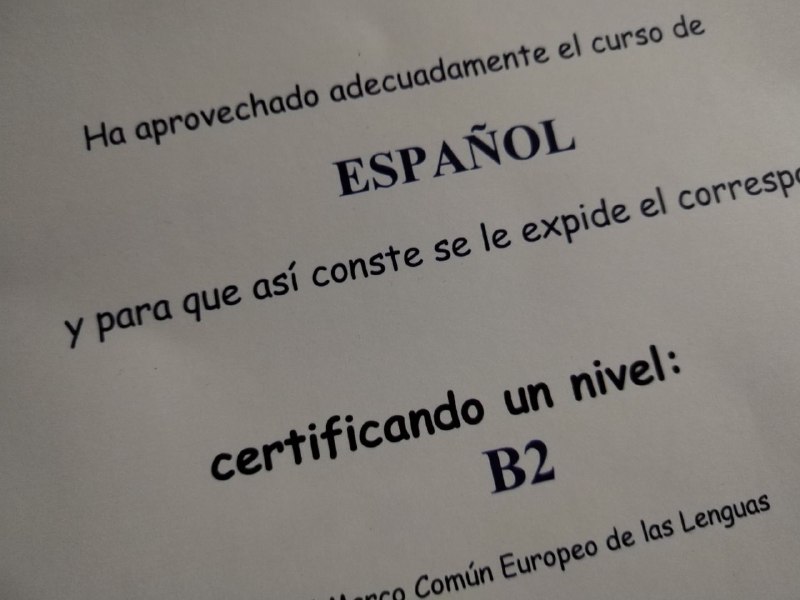 Ha aprovechado adecuadamente el curso de
ESPAÑOL
y para que así conste se le expide el
certificando un nivel:
B2
Común Europeo de las Lenguas